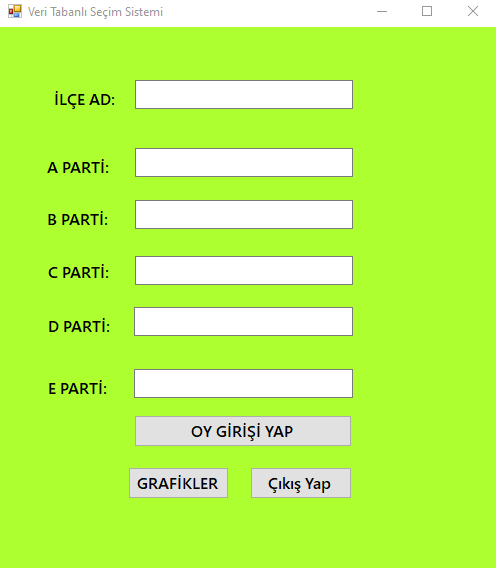 Veri Tabanlı Seçim Sistemi
İLÇE AD:
A PARTİ:
B PARTİ:
C PARTİ:
D PARTİ:
E PARTİ:
OY GİRİŞİ YAP
GRAFİKLER Çıkış Yap